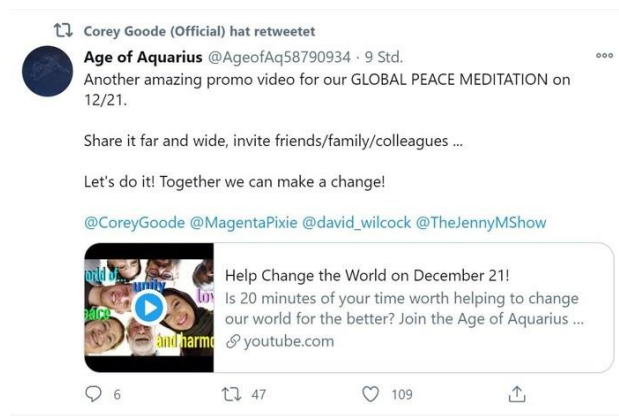 Corey Goode (Official) hat retweetet
Age of Aquarius @AgeofAq58790934 · 9 Std.
Another amazing promo video for our GLOBAL PEACE MEDITATION on
12/21.
Share it far and wide, invite friends/family/colleagues ...
Let's do it! Together we can make a change!
@CoreyGoode @MagentaPixie @david_wilcock @TheJennyMShow
unity
and harmo
Help Change the World on December 21!
Is 20 minutes of your time worth helping to change
our world for the better? Join the Age of Aquarius ...
youtube.com
6 47 109